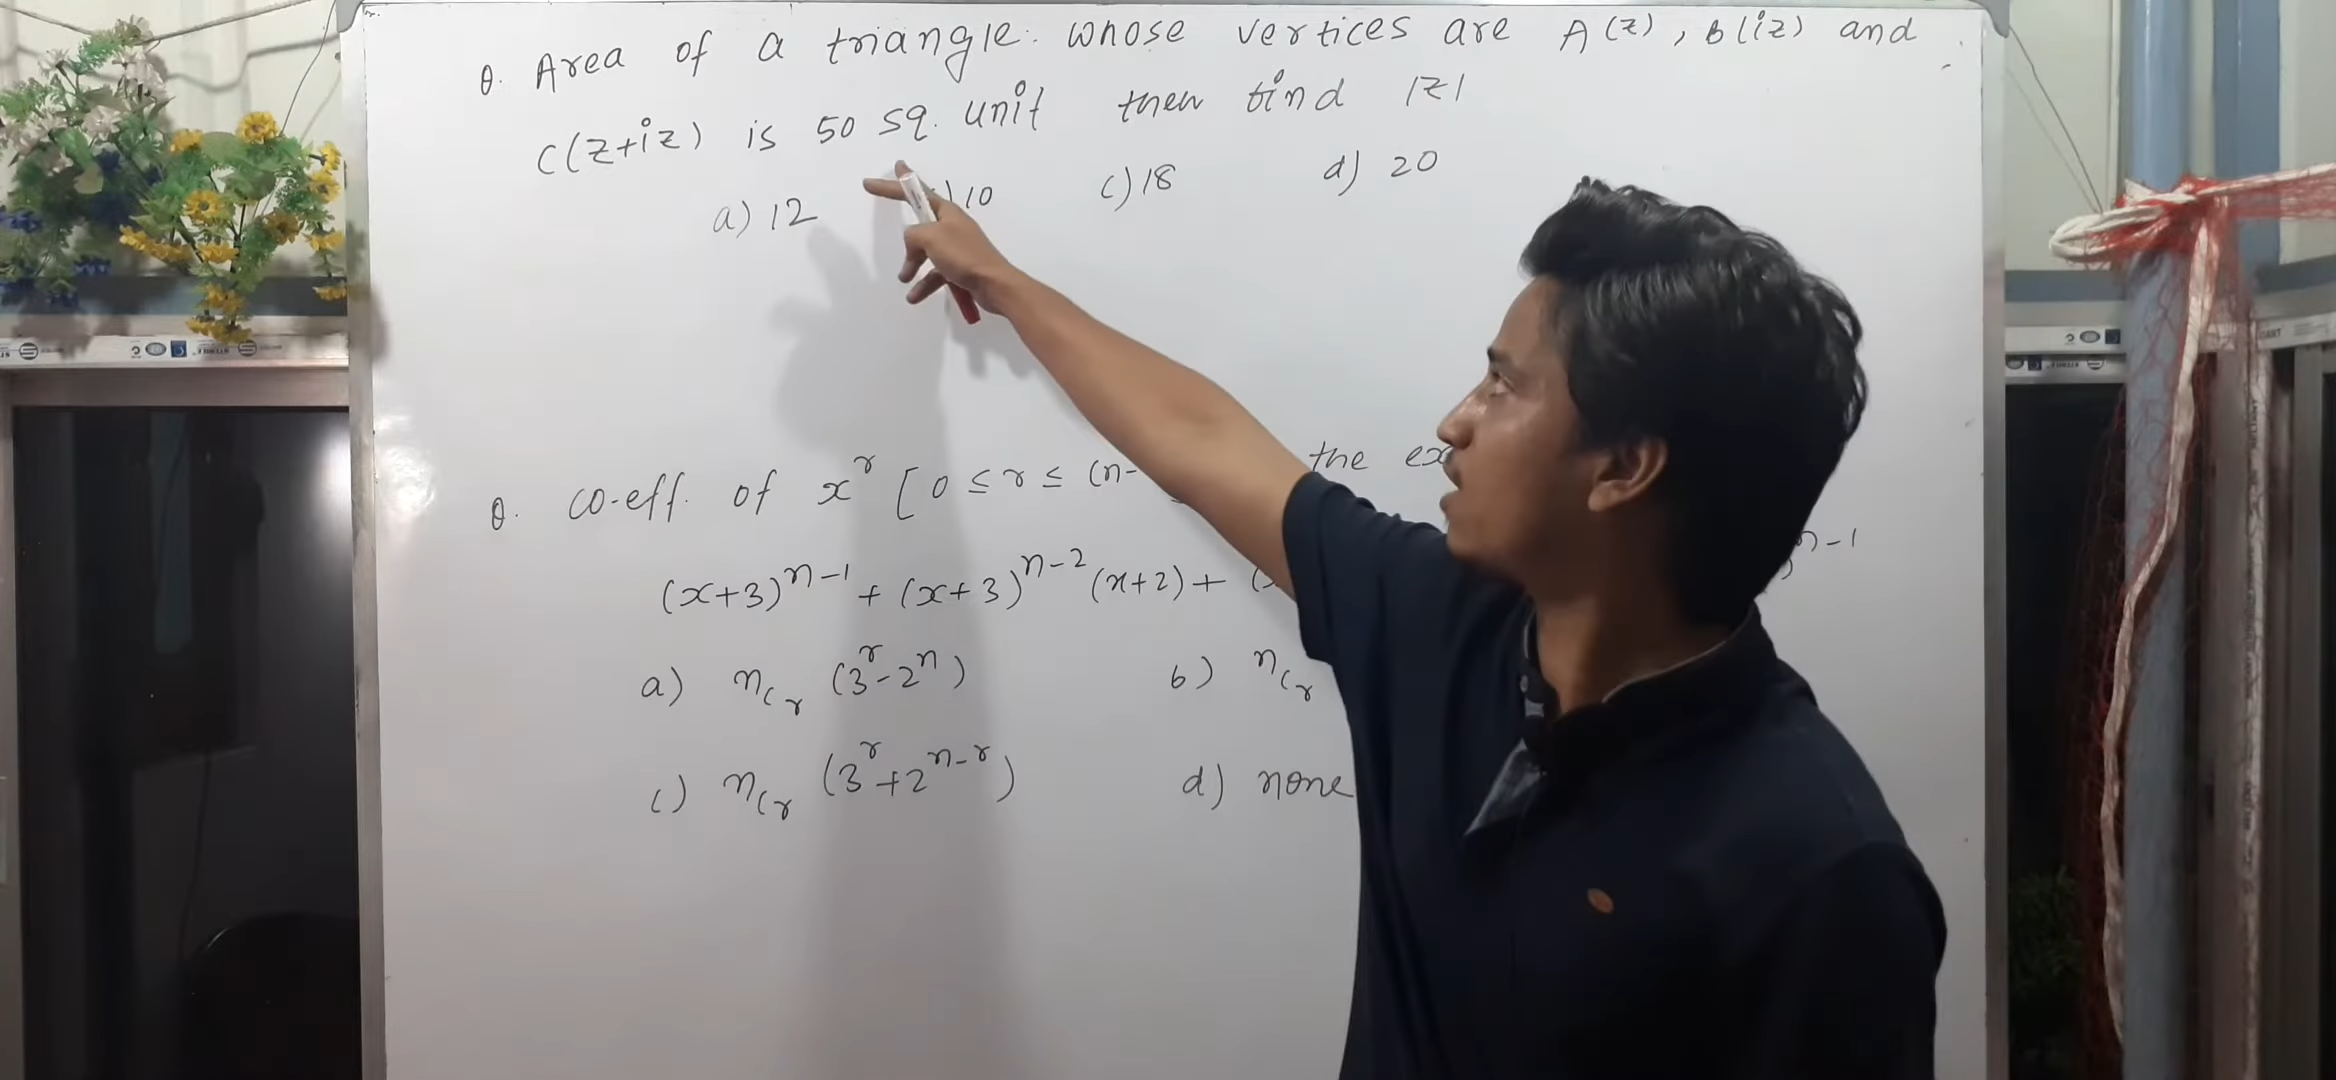 Q. Area of a triangle whose vertices are A(z), B(iz) and
C(z+iz) is 50 sq. unit then find |z|
a) 12 ) 10 c) 18 d) 20
Q. co-eff. of x^r [0 ≤ r ≤ (n- the
(x+3)^n-1 + (x+3)^n-2 (x+2) + ( n-1
a) nCr (3^r - 2^n) b) nCr
c) nCr (3^r + 2^n-r) d) none